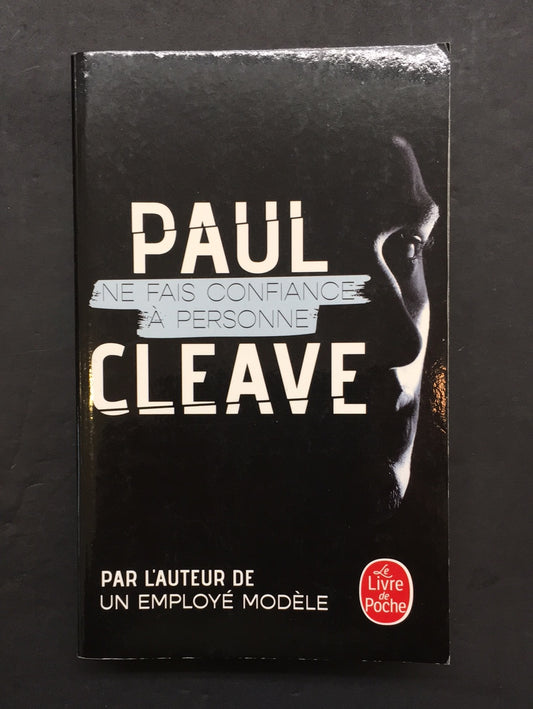 PAUL
NE FAIS CONFIANCE
À PERSONNE
CLEAVE
PAR L'AUTEUR DE
UN EMPLOYÉ MODÈLE
Le
Livre
de
Poche